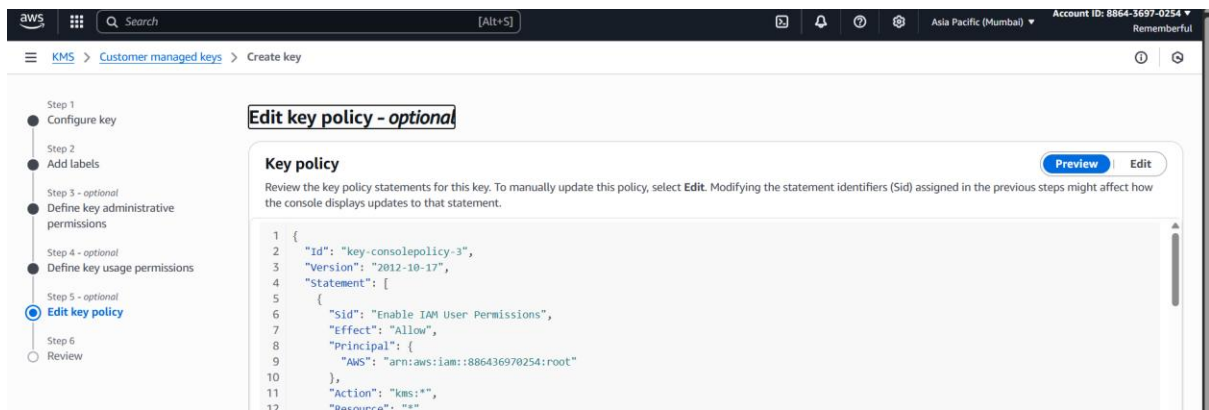 aws
Search
[Alt+S]
Asia Pacific (Mumbai) ▼
Account ID: 8864-3697-0254 ▼
Rememberful
KMS > Customer managed keys > Create key
Step 1
Configure key
Step 2
Add labels
Step 3 - optional
Define key administrative
permissions
Step 4 - optional
Define key usage permissions
Step 5 - optional
Edit key policy
Step 6
Review
Edit key policy - optional
Key policy
Preview
Edit
Review the key policy statements for this key. To manually update this policy, select Edit. Modifying the statement identifiers (Sid) assigned in the previous steps might affect how
the console displays updates to that statement.
1 {
2 "Id": "key-consolepolicy-3",
3 "Version": "2012-10-17",
4 "Statement": [
5 {
6 "Sid": "Enable IAM User Permissions",
7 "Effect": "Allow",
8 "Principal": {
9 "AWS": "arn:aws:iam::886436970254:root"
10 },
11 "Action": "kms:*",
12 "Resource": "*"